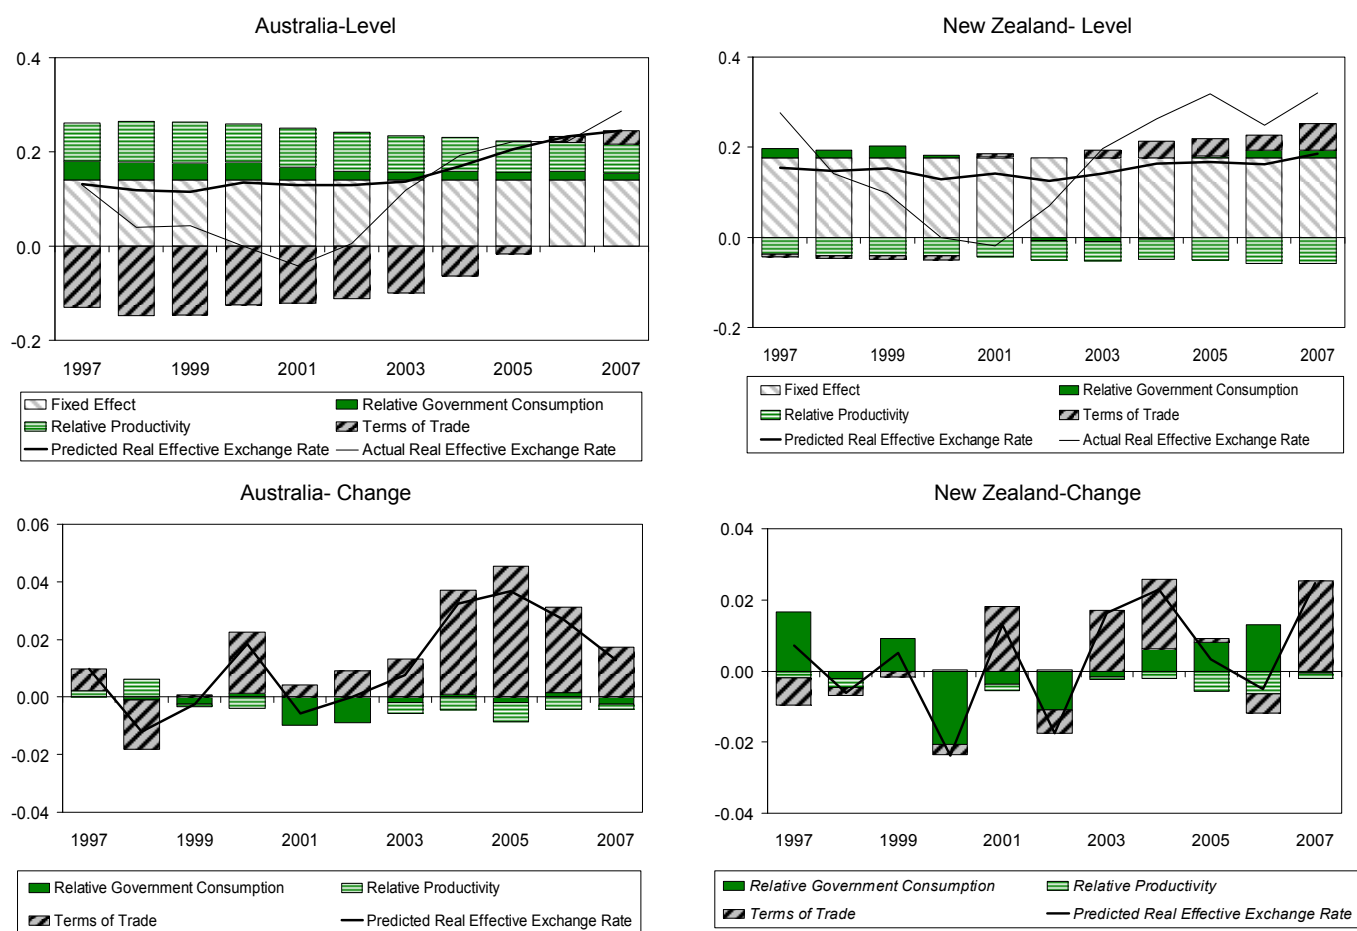 Australia-Level
0.4
0.2
0.0
-0.2
1997 1999 2001 2003 2005 2007
Fixed Effect Relative Government Consumption
Relative Productivity Terms of Trade
Predicted Real Effective Exchange Rate Actual Real Effective Exchange Rate
New Zealand- Level
0.4
0.2
0.0
-0.2
1997 1999 2001 2003 2005 2007
Fixed Effect Relative Government Consumption
Relative Productivity Terms of Trade
Predicted Real Effective Exchange Rate Actual Real Effective Exchange Rate
Australia- Change
0.06
0.04
0.02
0.00
-0.02
-0.04
1997 1999 2001 2003 2005 2007
Relative Government Consumption Relative Productivity
Terms of Trade Predicted Real Effective Exchange Rate
New Zealand-Change
0.04
0.02
0.00
-0.02
-0.04
1997 1999 2001 2003 2005 2007
Relative Government Consumption Relative Productivity
Terms of Trade Predicted Real Effective Exchange Rate